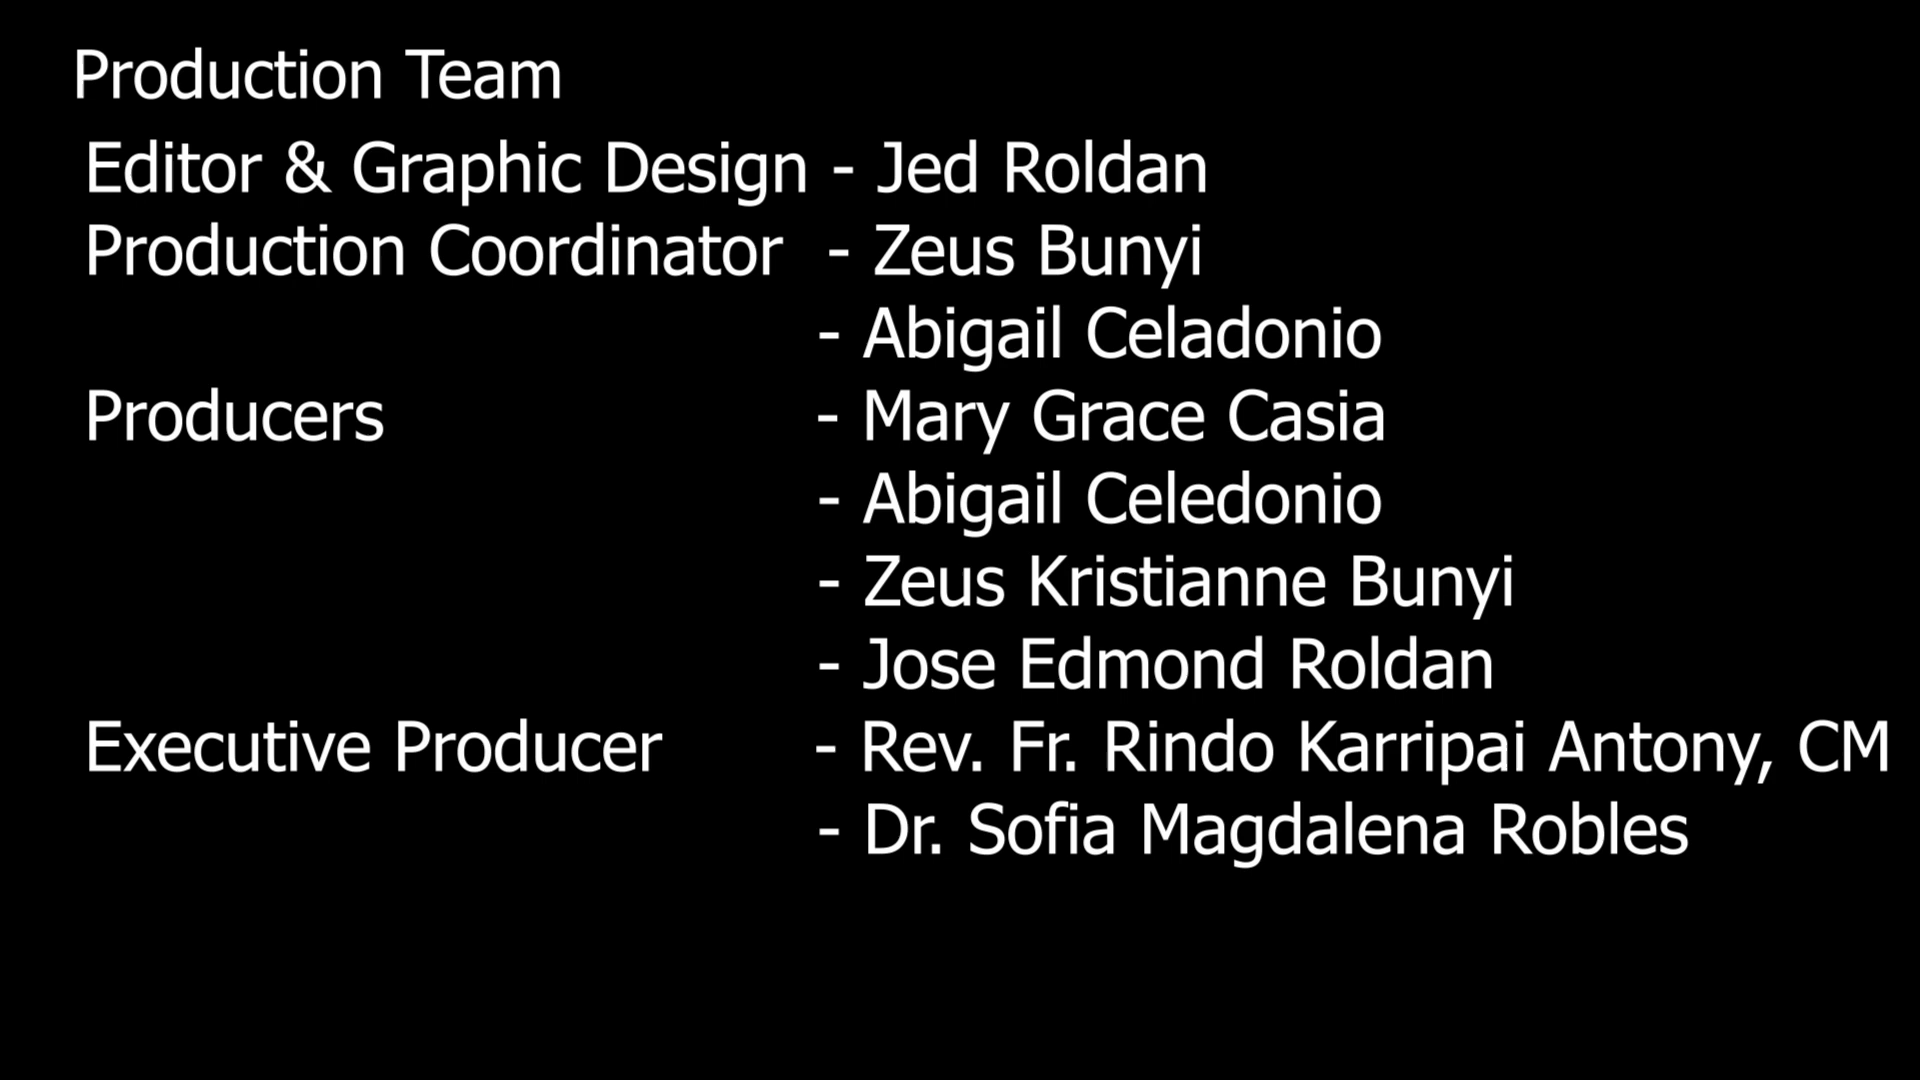 Production Team
Editor & Graphic Design - Jed Roldan
Production Coordinator - Zeus Bunyi
- Abigail Celadonio
Producers - Mary Grace Casia
- Abigail Celedonio
- Zeus Kristianne Bunyi
- Jose Edmond Roldan
Executive Producer - Rev. Fr. Rindo Karripai Antony, CM
- Dr. Sofia Magdalena Robles